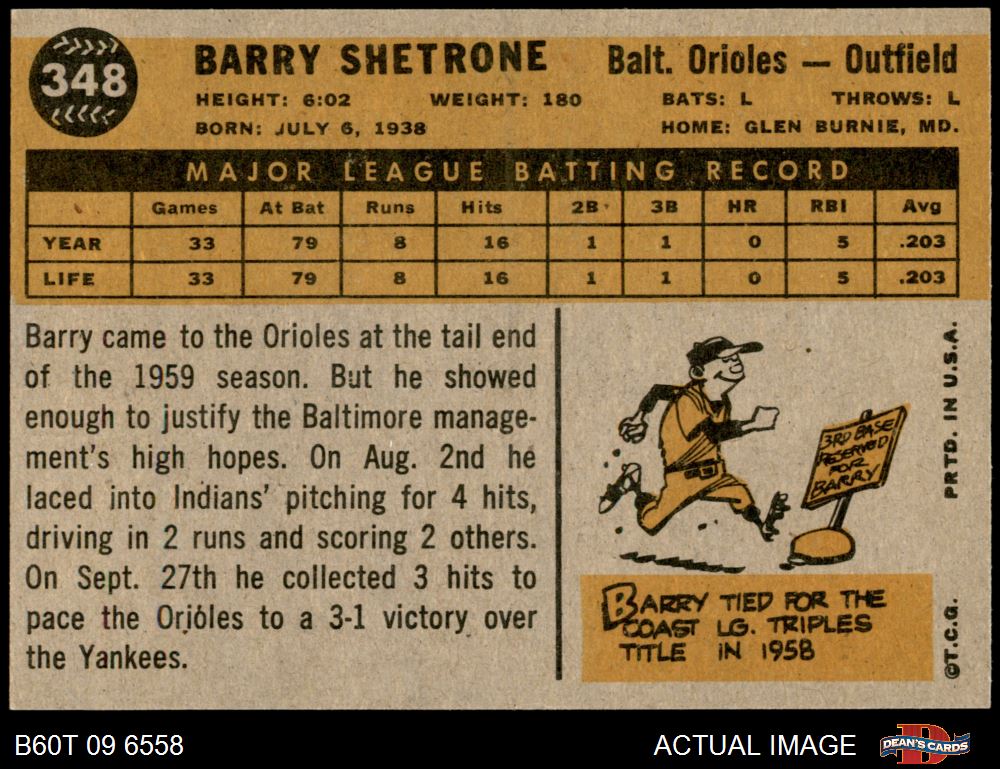 348
BARRY SHETRONE
Balt. Orioles — Outfield
HEIGHT: 6:02 WEIGHT: 180 BATS: L THROWS: L
BORN: JULY 6, 1938 HOME: GLEN BURNIE, MD.
MAJOR LEAGUE BATTING RECORD
Games At Bat Runs Hits 2B 3B HR RBI Avg
YEAR 33 79 8 16 1 1 0 5 .203
LIFE 33 79 8 16 1 1 0 5 .203
Barry came to the Orioles at the tail end
of the 1959 season. But he showed
enough to justify the Baltimore manage-
ment's high hopes. On Aug. 2nd he
laced into Indians' pitching for 4 hits,
driving in 2 runs and scoring 2 others.
On Sept. 27th he collected 3 hits to
pace the Orioles to a 3-1 victory over
the Yankees.
3RD BASE
RESERVED
FOR
BARRY
BARRY TIED FOR THE
COAST LG. TRIPLES
TITLE IN 1958
PRTD. IN U.S.A.
©T.C.G.
B60T 09 6558
ACTUAL IMAGE
DEAN'S CARDS